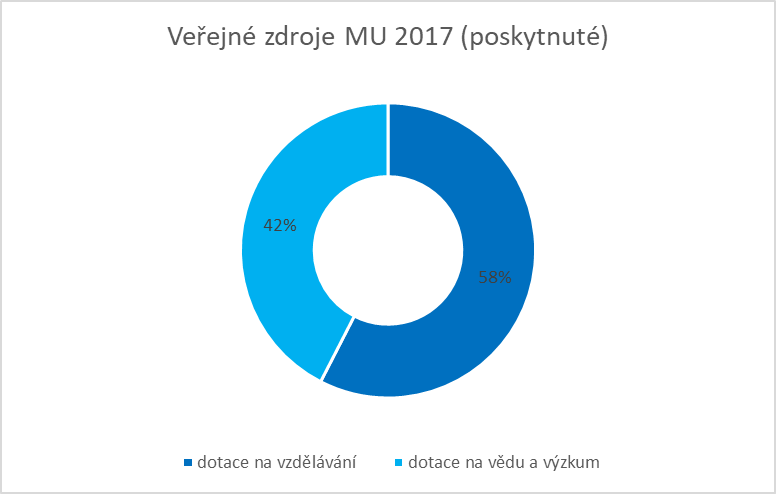 Veřejné zdroje MU 2017 (poskytnuté)
42%
58%
dotace na vzdělávání
dotace na vědu a výzkum